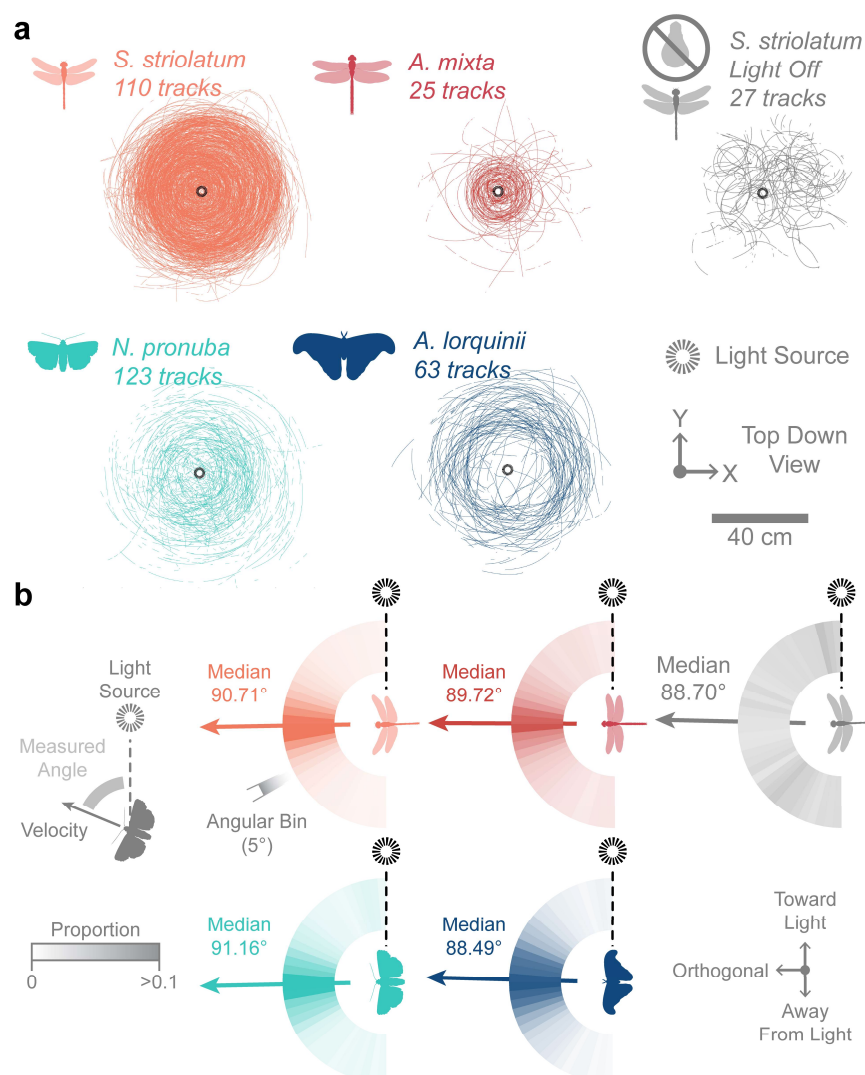 a
S. striolatum
110 tracks
A. mixta
25 tracks
S. striolatum
Light Off
27 tracks
N. pronuba
123 tracks
A. lorquinii
63 tracks
Light Source
Y
X
Top Down
View
40 cm
b
Light
Source
Measured
Angle
Velocity
Median
90.71°
Median
89.72°
Median
88.70°
Angular Bin
(5°)
Proportion
0
>0.1
Median
91.16°
Median
88.49°
Toward
Light
Orthogonal
Away
From Light